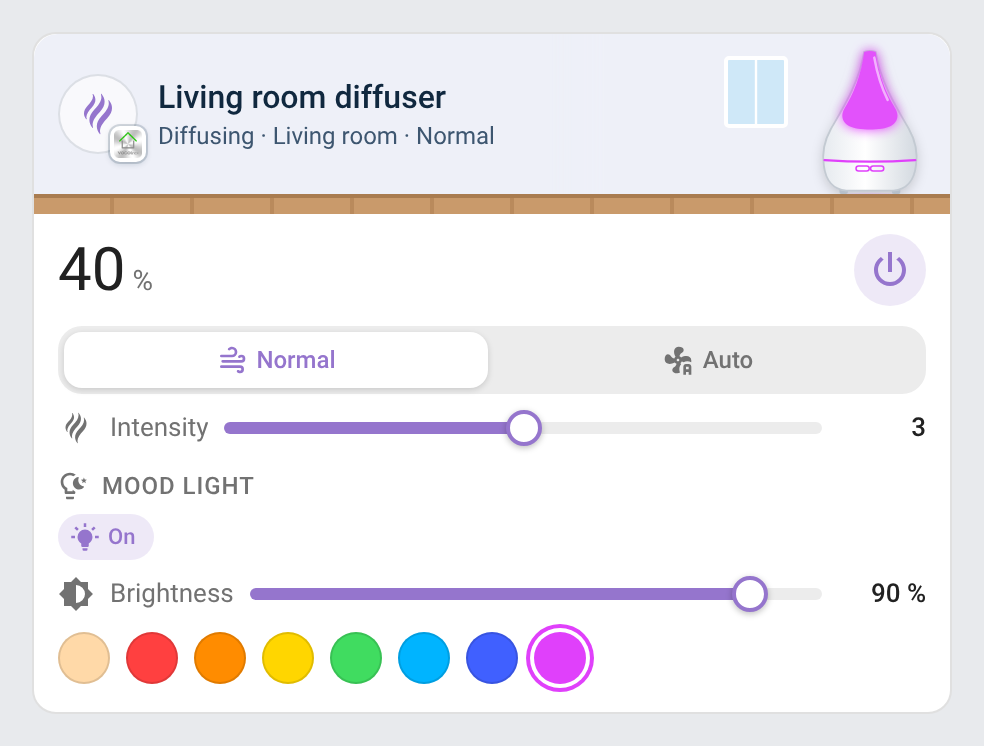 Living room diffuser
Diffusing · Living room · Normal
40 %
Normal
Auto
Intensity
3
MOOD LIGHT
On
Brightness
90 %